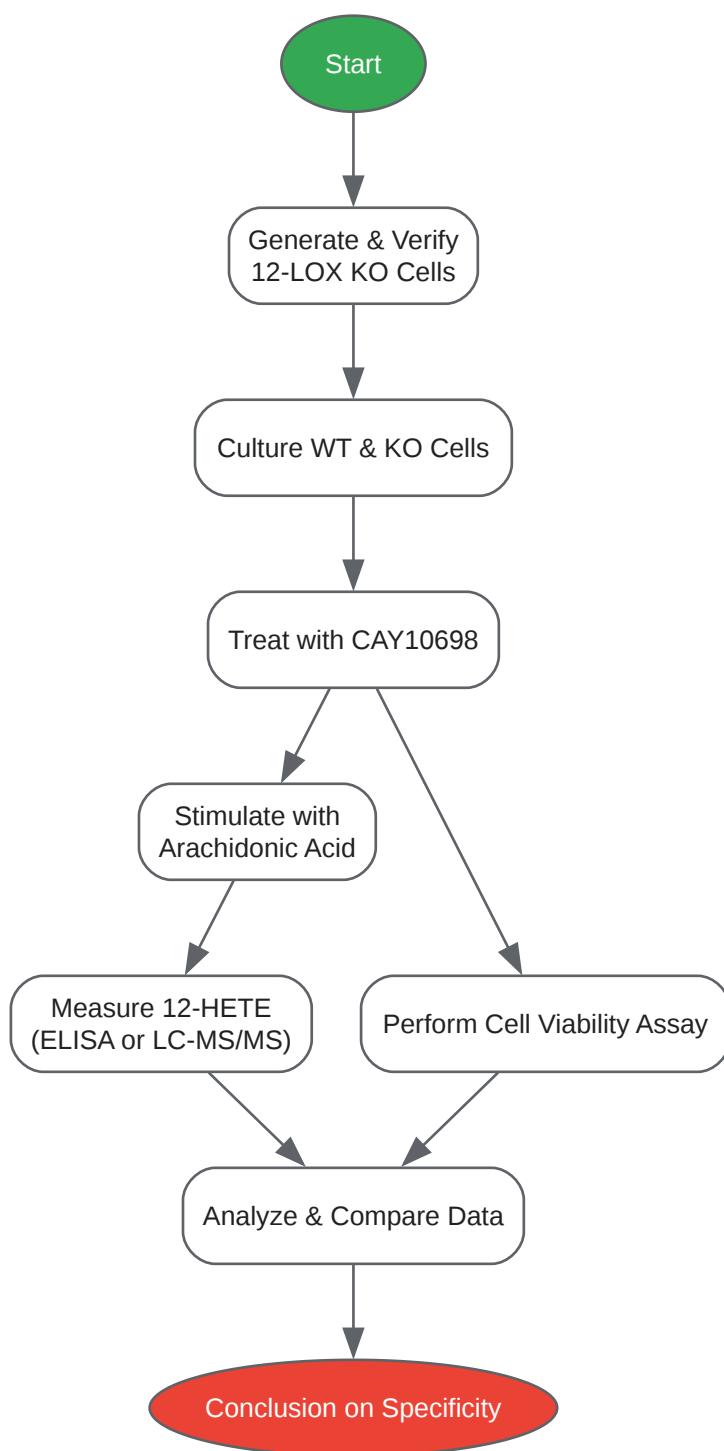 Start
Generate & Verify
12-LOX KO Cells
Culture WT & KO Cells
Treat with CAY10698
Stimulate with
Arachidonic Acid
Measure 12-HETE
(ELISA or LC-MS/MS)
Perform Cell Viability Assay
Analyze & Compare Data
Conclusion on Specificity